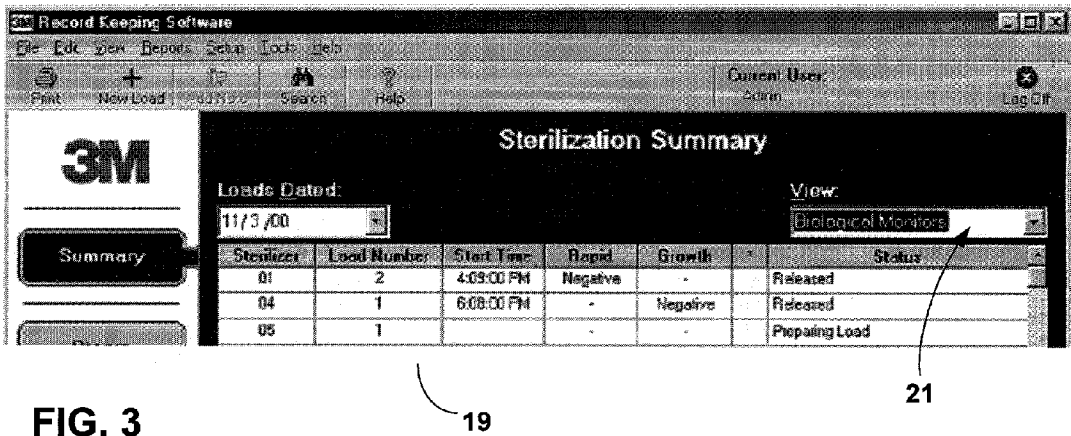 3M Record Keeping Software
File Edit View Reports Setup Tools Help
Print New Load Search Help
Current User:
Admin
Log Off
3M
Sterilization Summary
Loads Dated:
View:
11/3/00
Biological Monitors
Summary
Sterilizer Load Number Start Time Rapid Growth * Status
01 2 4:09:00 PM Negative - Released
04 1 6:08:00 PM - Negative Released
05 1 - - Preparing Load
21
19
FIG. 3